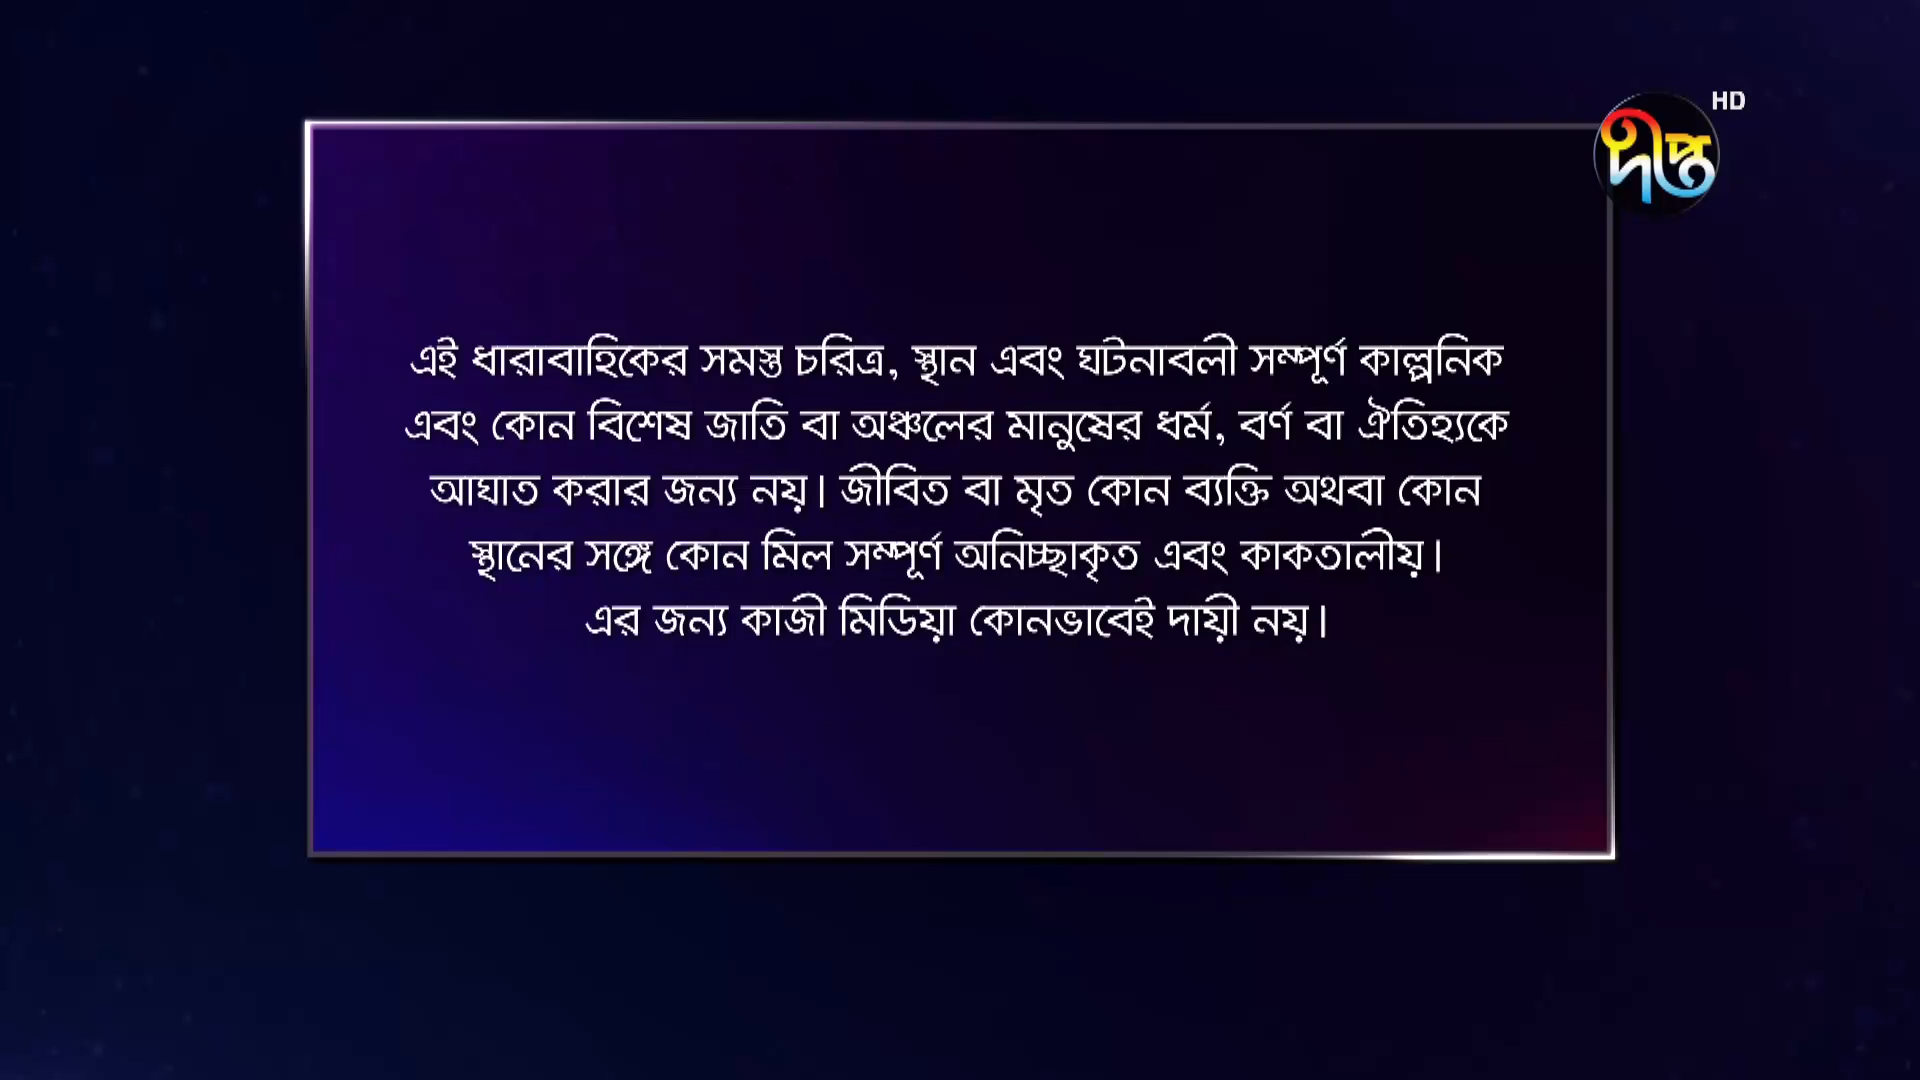 HD
দীপ্ত
এই ধারাবাহিকের সমস্ত চরিত্র, স্থান এবং ঘটনাবলী সম্পূর্ণ কাল্পনিক
এবং কোন বিশেষ জাতি বা অঞ্চলের মানুষের ধর্ম, বর্ণ বা ঐতিহ্যকে
আঘাত করার জন্য নয়। জীবিত বা মৃত কোন ব্যক্তি অথবা কোন
স্থানের সঙ্গে কোন মিল সম্পূর্ণ অনিচ্ছাকৃত এবং কাকতালীয়।
এর জন্য কাজী মিডিয়া কোনভাবেই দায়ী নয়।